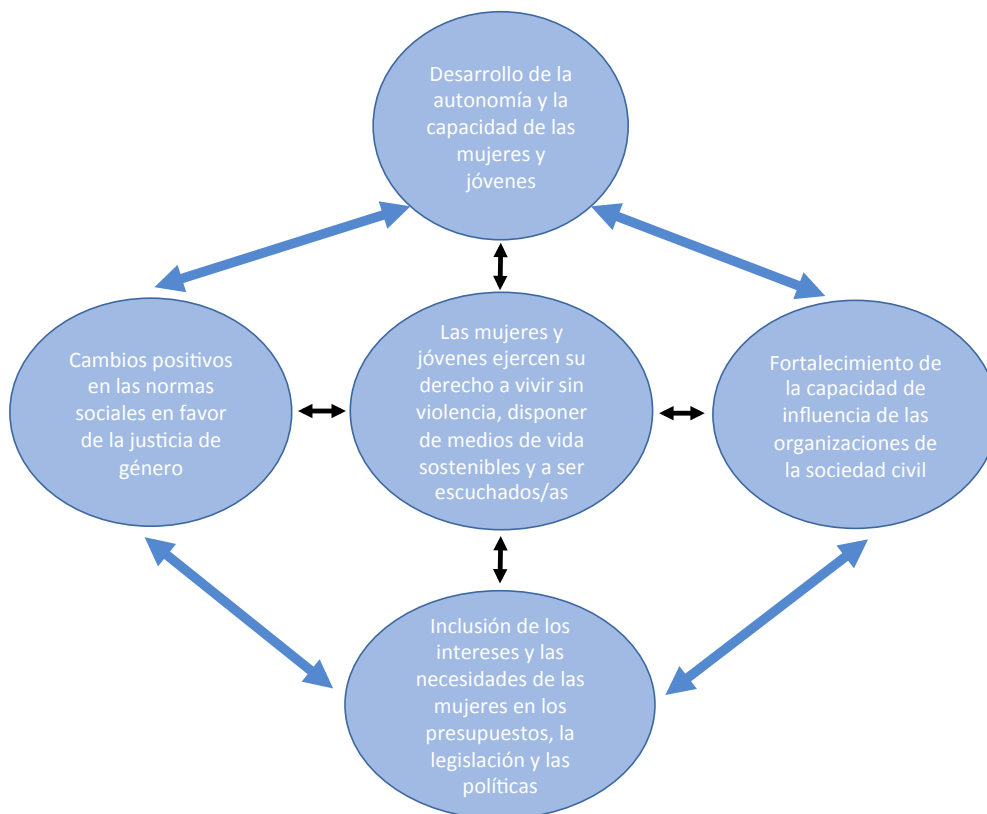 Desarrollo de la
autonomía y la
capacidad de las
mujeres y
jóvenes
Cambios positivos
en las normas
sociales en favor
de la justicia de
género
Las mujeres y
jóvenes ejercen su
derecho a vivir sin
violencia, disponer
de medios de vida
sostenibles y a ser
escuchados/as
Fortalecimiento de
la capacidad de
influencia de las
organizaciones de
la sociedad civil
Inclusión de los
intereses y las
necesidades de las
mujeres en los
presupuestos, la
legislación y las
políticas